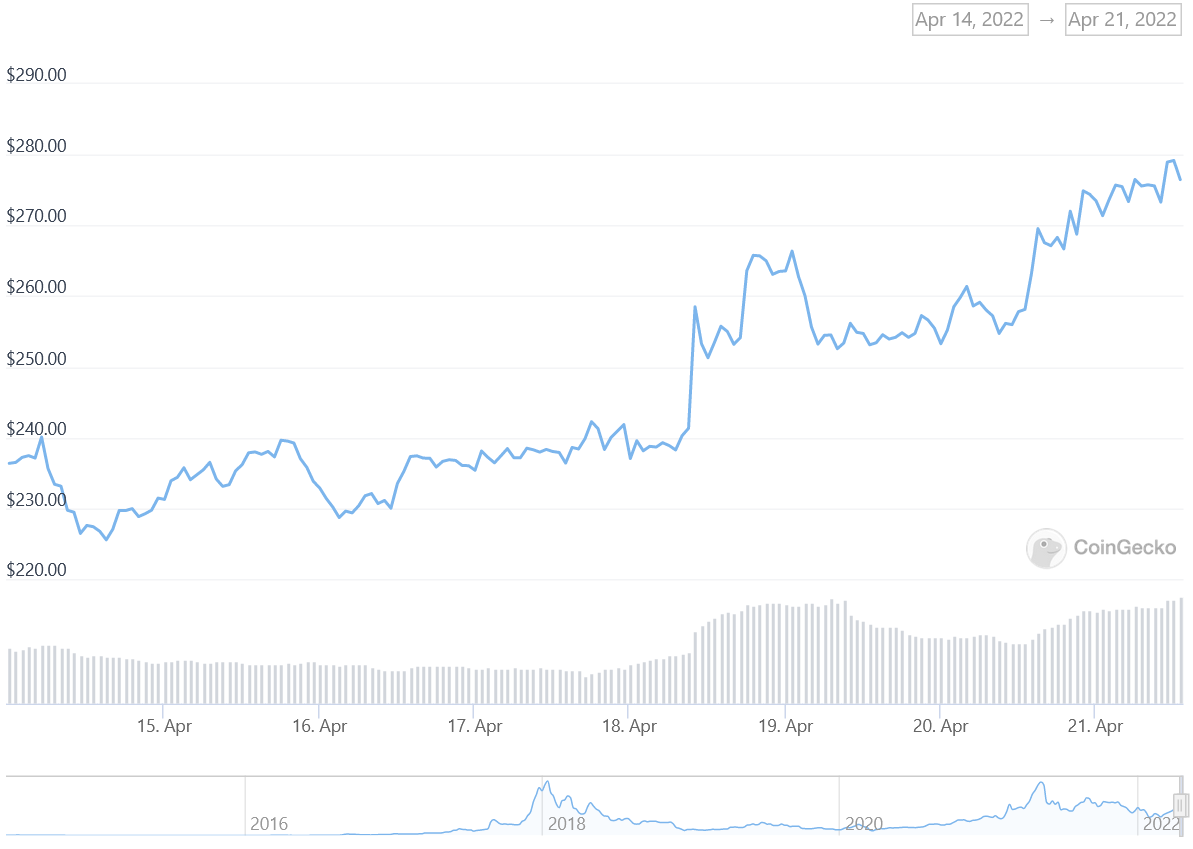 Apr 14, 2022 → Apr 21, 2022
$290.00
$280.00
$270.00
$260.00
$250.00
$240.00
$230.00
$220.00
CoinGecko
15. Apr 16. Apr 17. Apr 18. Apr 19. Apr 20. Apr 21. Apr
2016 2018 2020 2022